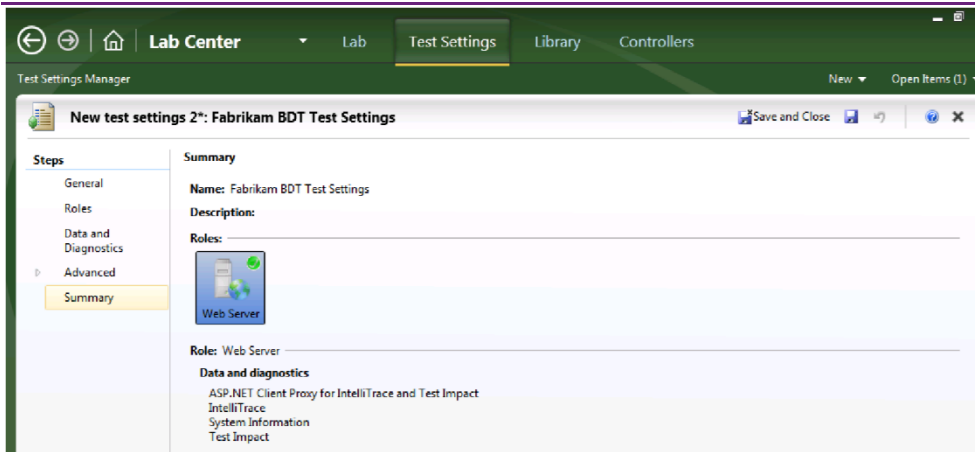 Lab Center Lab Test Settings Library Controllers
Test Settings Manager New Open Items (1)
New test settings 2*: Fabrikam BDT Test Settings Save and Close
Steps
General
Roles
Data and
Diagnostics
Advanced
Summary
Summary
Name: Fabrikam BDT Test Settings
Description:
Roles:
Web Server
Role: Web Server
Data and diagnostics
ASP.NET Client Proxy for IntelliTrace and Test Impact
IntelliTrace
System Information
Test Impact